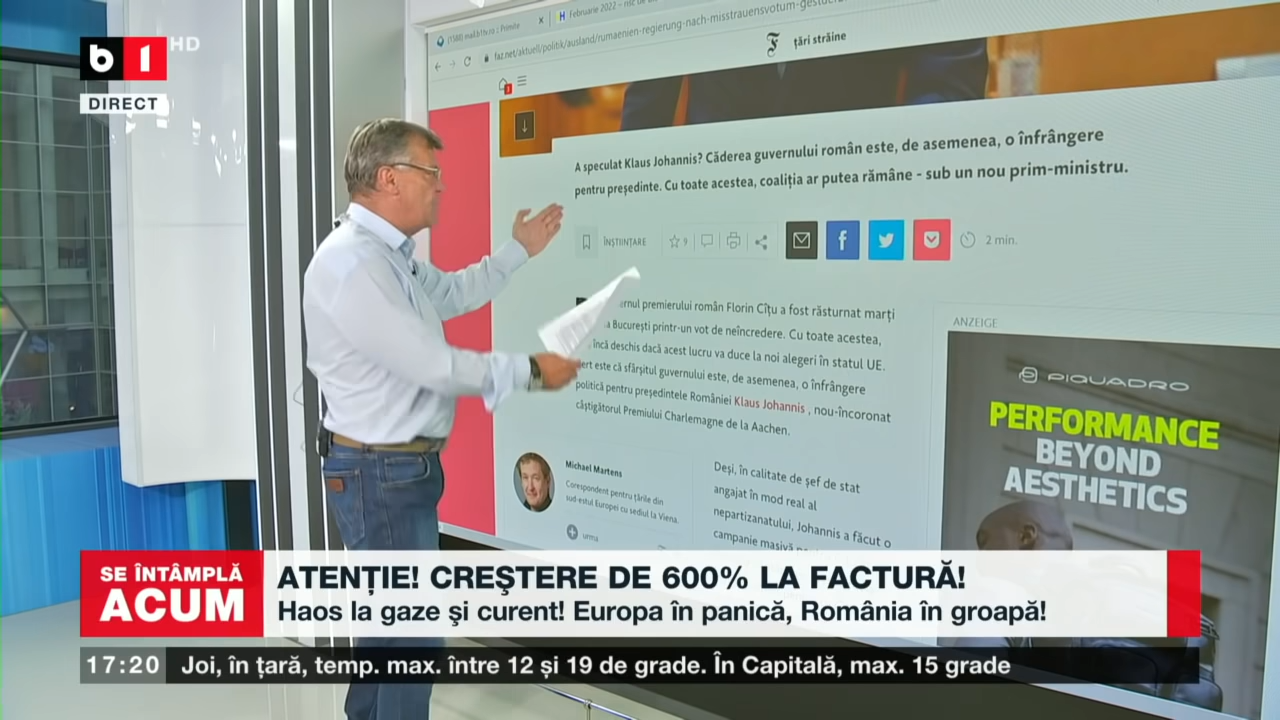 b1 HD
DIRECT
Februarie 2022
faz.net/aktuell/politik/ausland/rumaenien-regierung-nach-misstrauensvotum-gestuerz
țări străine
A speculat Klaus Johannis? Căderea guvernului român este, de asemenea, o înfrângere
pentru președinte. Cu toate acestea, coaliția ar putea rămâne - sub un nou prim-ministru.
ÎNȘTIINȚARE
9
2 min.
ernul premierului român Florin Cîțu a fost răsturnat marți
a București printr-un vot de neîncredere. Cu toate acestea,
încă deschis dacă acest lucru va duce la noi alegeri în statul UE.
ert este că sfârșitul guvernului este, de asemenea, o înfrângere
politică pentru președintele României Klaus Johannis , nou-încoronat
câștigătorul Premiului Charlemagne de la Aachen.
Michael Martens
Corespondent pentru țările din
sud-estul Europei cu sediul la Viena.
urma
Deși, în calitate de șef de stat
angajat în mod real al
nepartizanatului, Johannis a făcut o
campanie masivă
ANZEIGE
PIQUADRO
PERFORMANCE
BEYOND
AESTHETICS
SE ÎNTÂMPLĂ
ACUM
ATENȚIE! CREŞTERE DE 600% LA FACTURĂ!
Haos la gaze şi curent! Europa în panică, România în groapă!
17:20 Joi, în țară, temp. max. între 12 și 19 de grade. În Capitală, max. 15 grade